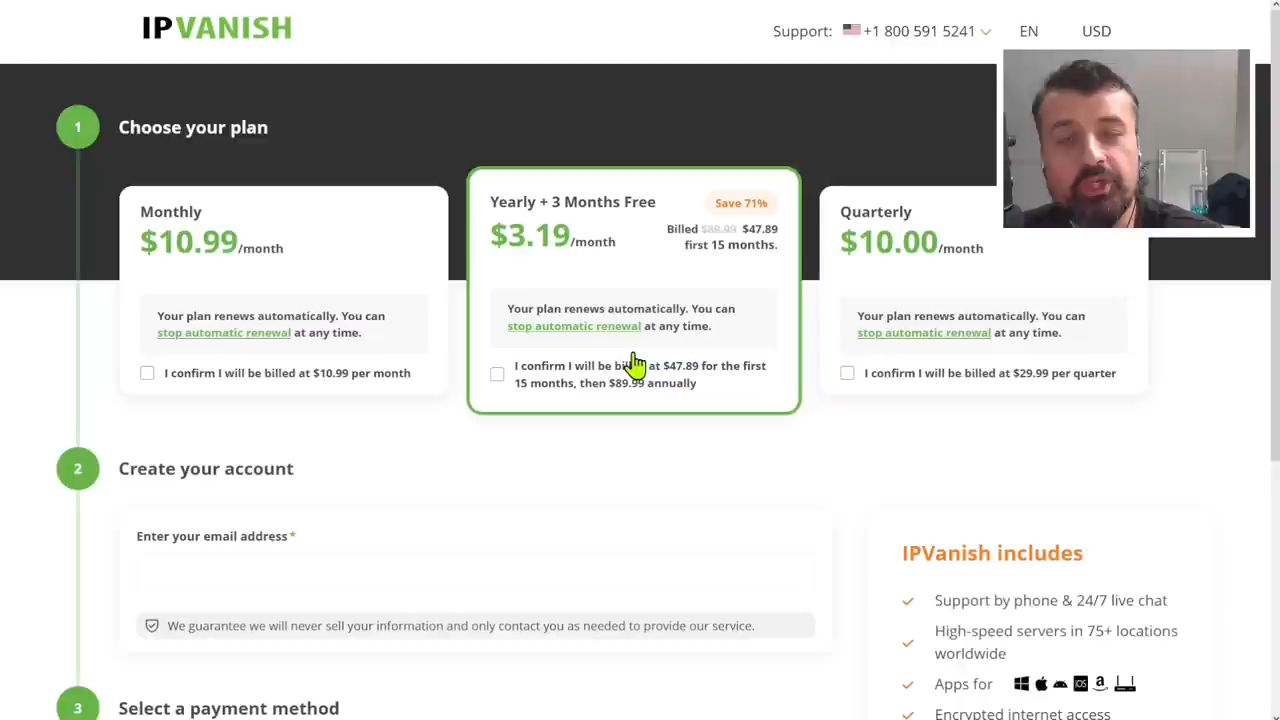 IPVANISH
Support: +1 800 591 5241 EN USD
1 Choose your plan
Monthly
$10.99/month
Your plan renews automatically. You can
stop automatic renewal at any time.
I confirm I will be billed at $10.99 per month
Yearly + 3 Months Free
Save 71%
$3.19/month
Billed $89.99 $47.89
first 15 months.
Your plan renews automatically. You can
stop automatic renewal at any time.
I confirm I will be billed at $47.89 for the first
15 months, then $89.99 annually
Quarterly
$10.00/month
Your plan renews automatically. You can
stop automatic renewal at any time.
I confirm I will be billed at $29.99 per quarter
2 Create your account
Enter your email address*
We guarantee we will never sell your information and only contact you as needed to provide our service.
IPVanish includes
Support by phone & 24/7 live chat
High-speed servers in 75+ locations
worldwide
Apps for
iOS
Encrypted internet access
3 Select a payment method